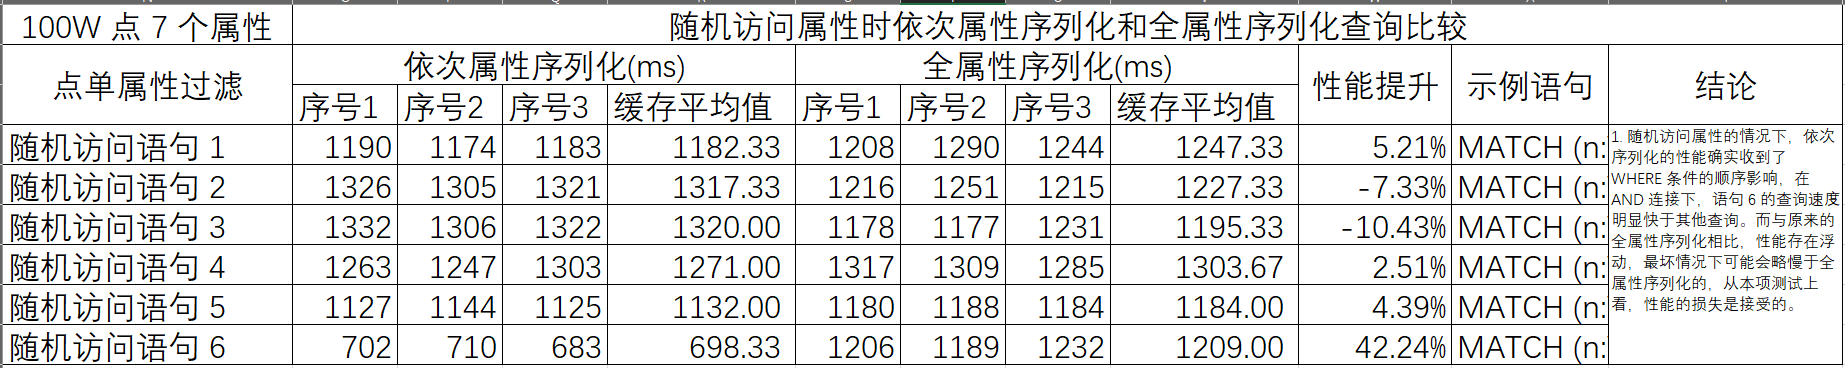 100W 点 7 个属性 随机访问属性时依次属性序列化和全属性序列化查询比较
点单属性过滤 依次属性序列化(ms) 全属性序列化(ms) 性能提升 示例语句 结论
序号1 序号2 序号3 缓存平均值 序号1 序号2 序号3 缓存平均值
随机访问语句 1 1190 1174 1183 1182.33 1208 1290 1244 1247.33 5.21% MATCH (n:
随机访问语句 2 1326 1305 1321 1317.33 1216 1251 1215 1227.33 -7.33% MATCH (n:
随机访问语句 3 1332 1306 1322 1320.00 1178 1177 1231 1195.33 -10.43% MATCH (n:
随机访问语句 4 1263 1247 1303 1271.00 1317 1309 1285 1303.67 2.51% MATCH (n:
随机访问语句 5 1127 1144 1125 1132.00 1180 1188 1184 1184.00 4.39% MATCH (n:
随机访问语句 6 702 710 683 698.33 1206 1189 1232 1209.00 42.24% MATCH (n:
1. 随机访问属性的情况下，依次
序列化的性能确实收到了
WHERE 条件的顺序影响，在
AND 连接下，语句 6 的查询速度
明显快于其他查询。而与原来的
全属性序列化相比，性能存在浮
动，最坏情况下可能会略慢于全
属性序列化的，从本项测试上
看，性能的损失是接受的。